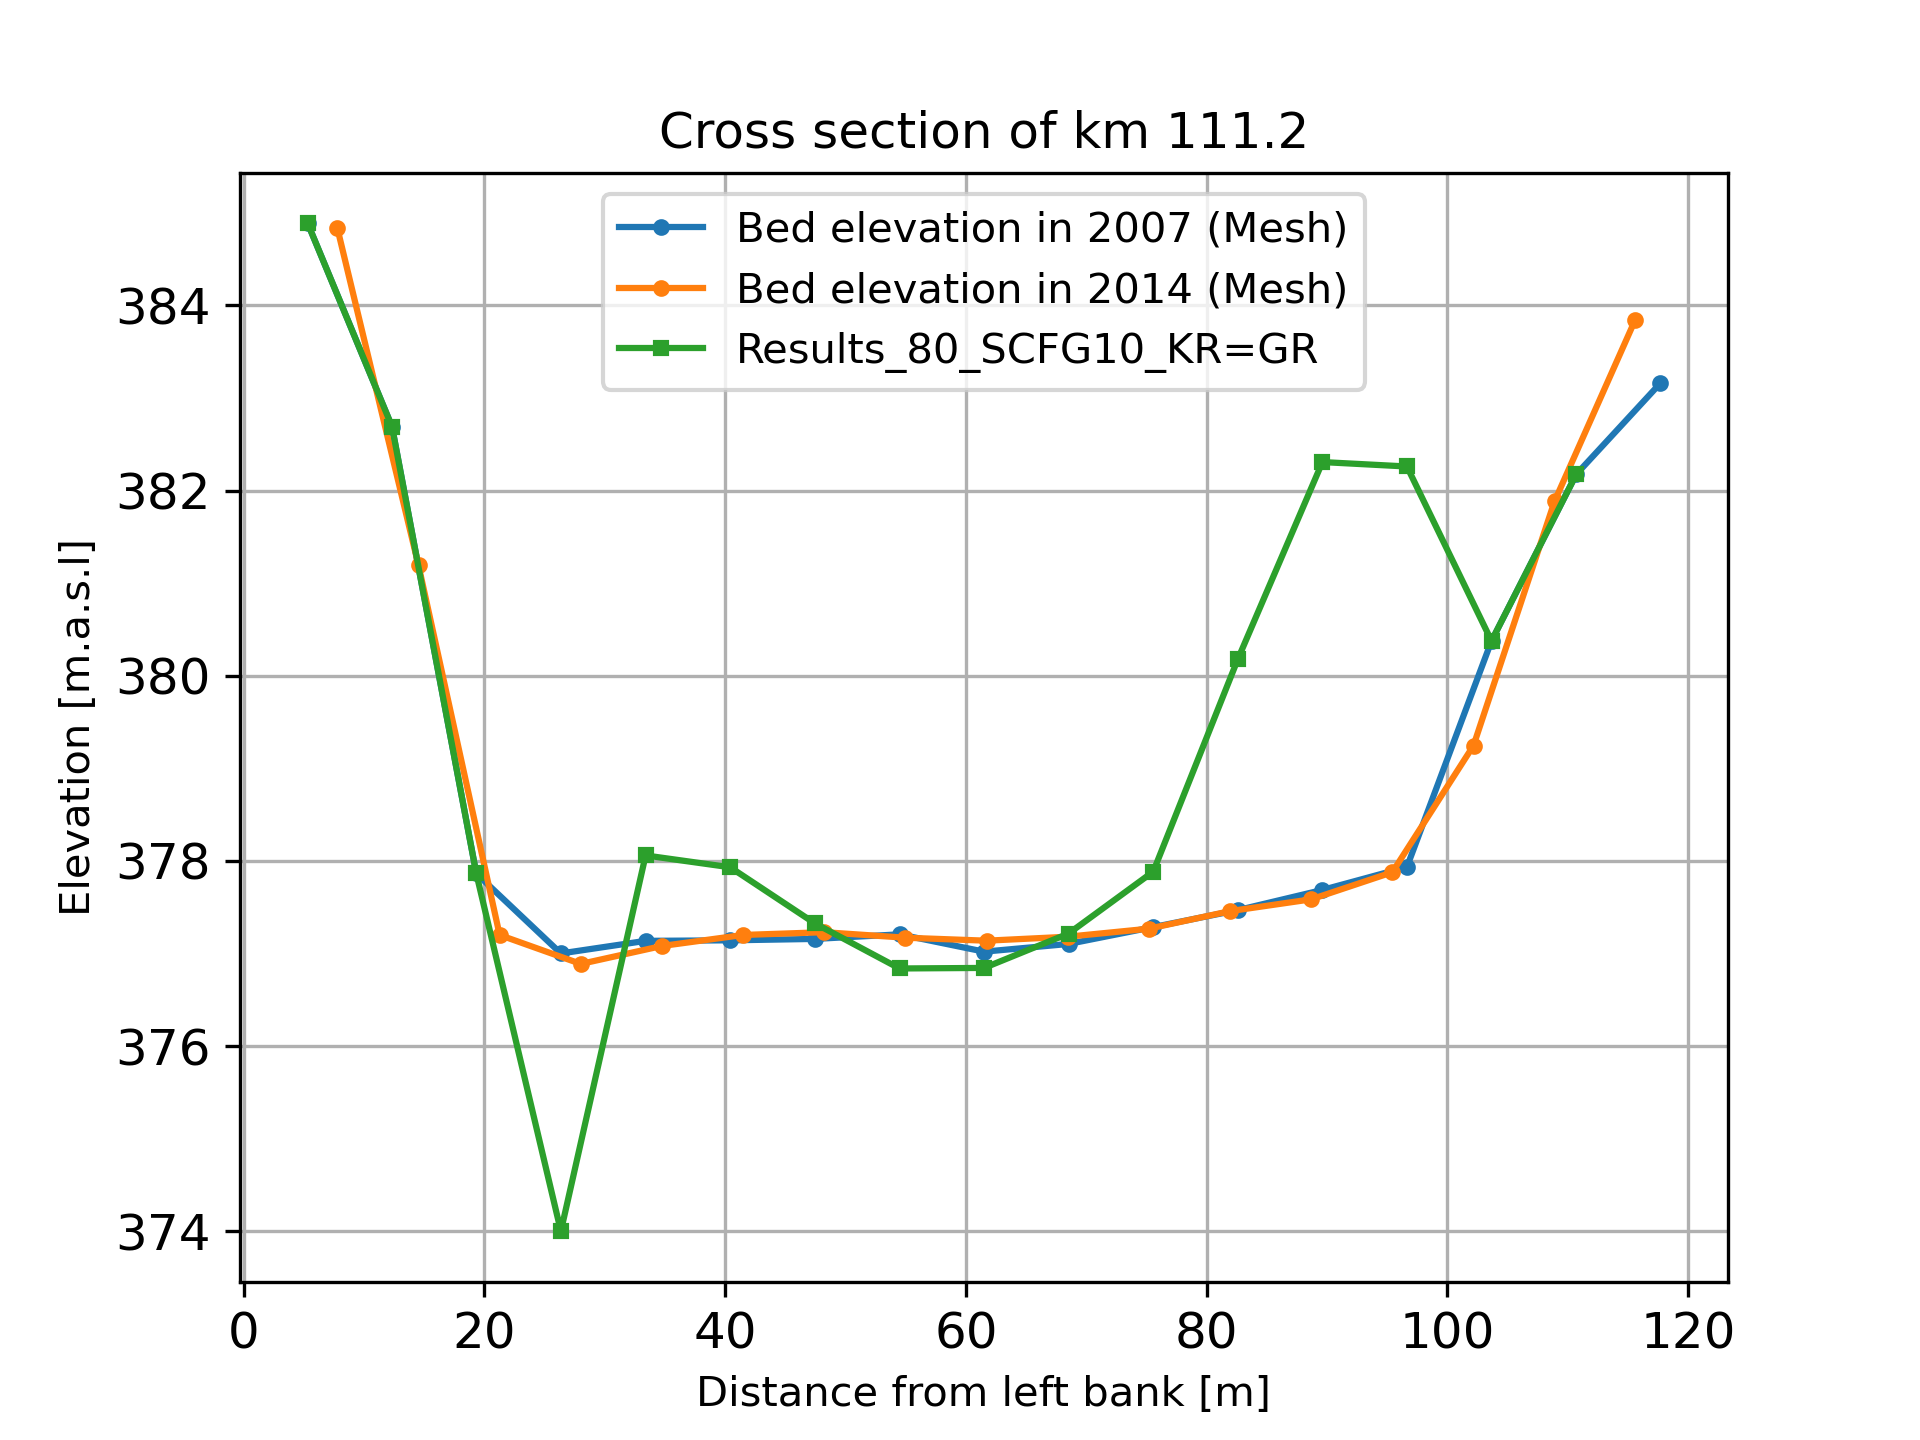 Cross section of km 111.2
Bed elevation in 2007 (Mesh)
Bed elevation in 2014 (Mesh)
Results_80_SCFG10_KR=GR
Elevation [m.a.s.l]
384
382
380
378
376
374
0 20 40 60 80 100 120
Distance from left bank [m]